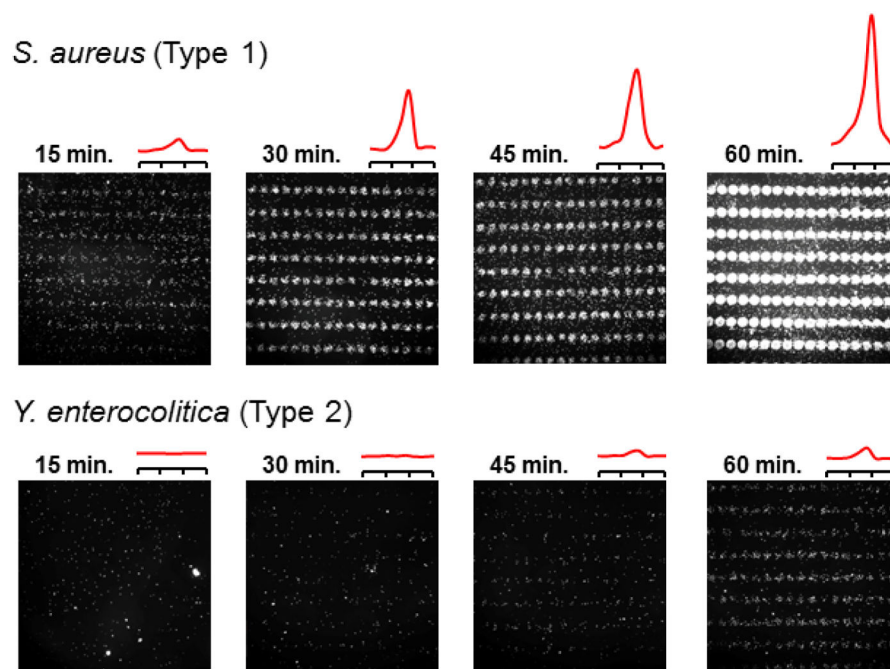 S. aureus (Type 1)
15 min. 30 min. 45 min. 60 min.
Y. enterocolitica (Type 2)
15 min. 30 min. 45 min. 60 min.